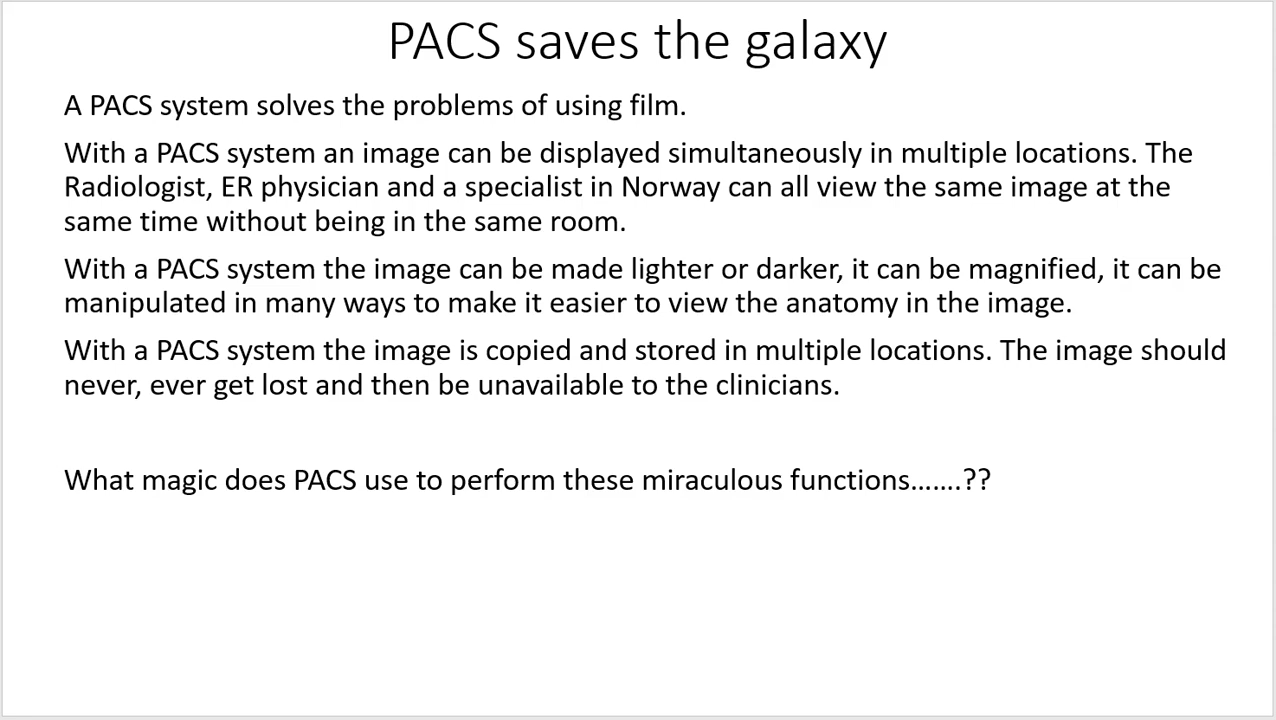 PACS saves the galaxy
A PACS system solves the problems of using film.
With a PACS system an image can be displayed simultaneously in multiple locations. The
Radiologist, ER physician and a specialist in Norway can all view the same image at the
same time without being in the same room.
With a PACS system the image can be made lighter or darker, it can be magnified, it can be
manipulated in many ways to make it easier to view the anatomy in the image.
With a PACS system the image is copied and stored in multiple locations. The image should
never, ever get lost and then be unavailable to the clinicians.
What magic does PACS use to perform these miraculous functions…….??